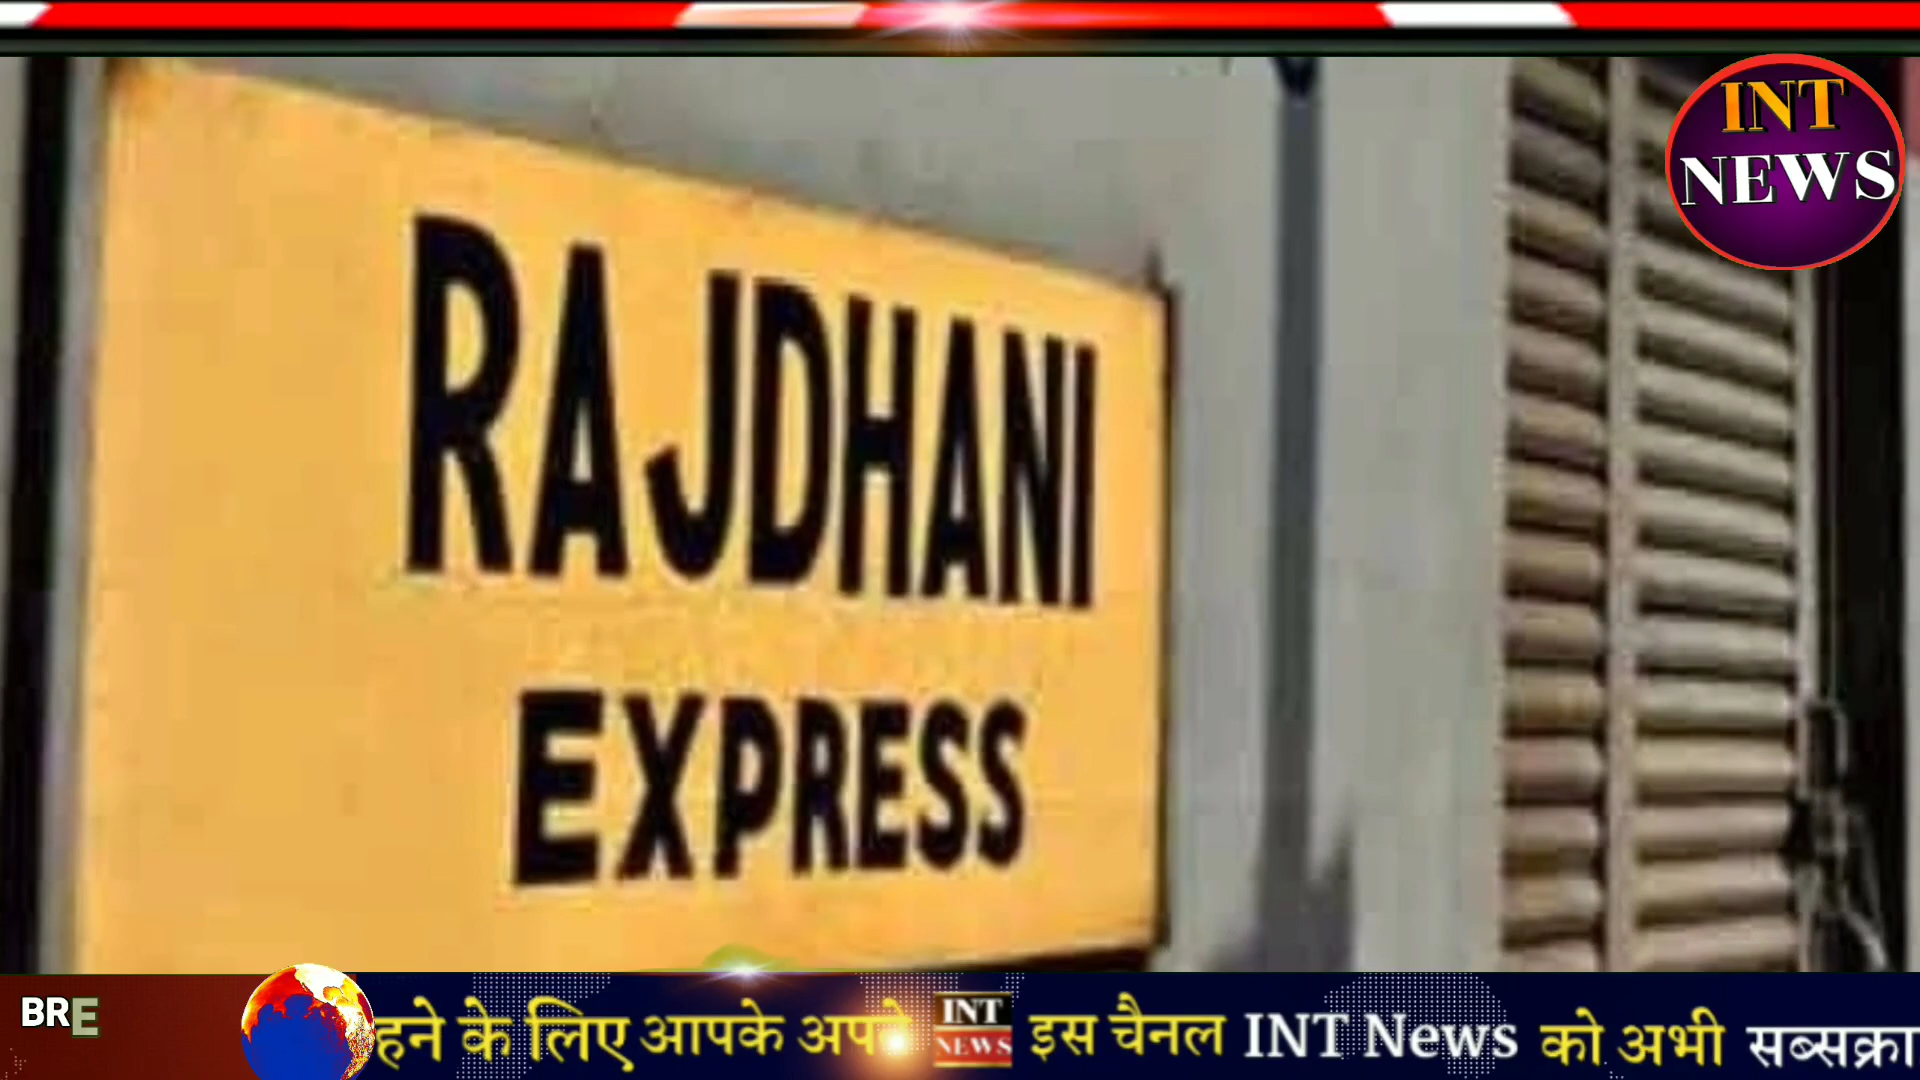 INT
NEWS
RAJDHANI
EXPRESS
BRE
हने के लिए आपके INT NEWS इस चैनल INT News को अभी